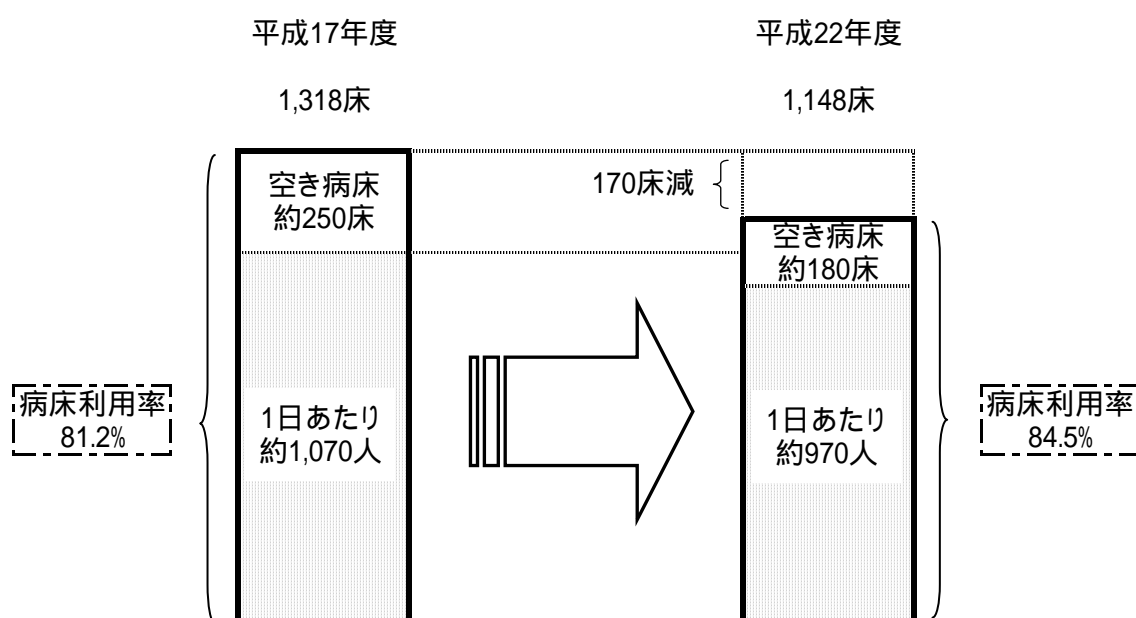 平成17年度
平成22年度
1,318床
1,148床
空き病床
約250床
170床減
空き病床
約180床
病床利用率
81.2%
1日あたり
約1,070人
1日あたり
約970人
病床利用率
84.5%